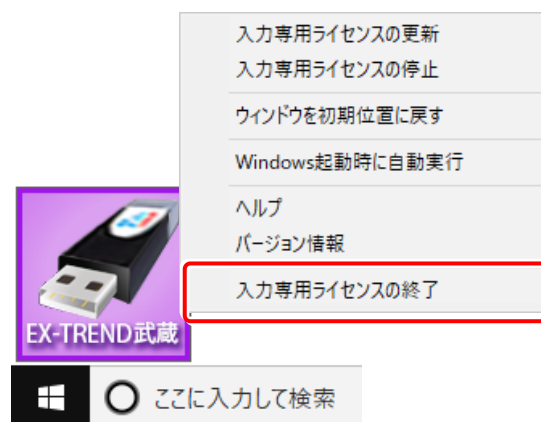 入力専用ライセンスの更新
入力専用ライセンスの停止
ウィンドウを初期位置に戻す
Windows起動時に自動実行
ヘルプ
バージョン情報
入力専用ライセンスの終了
EX-TREND武蔵
ここに入力して検索